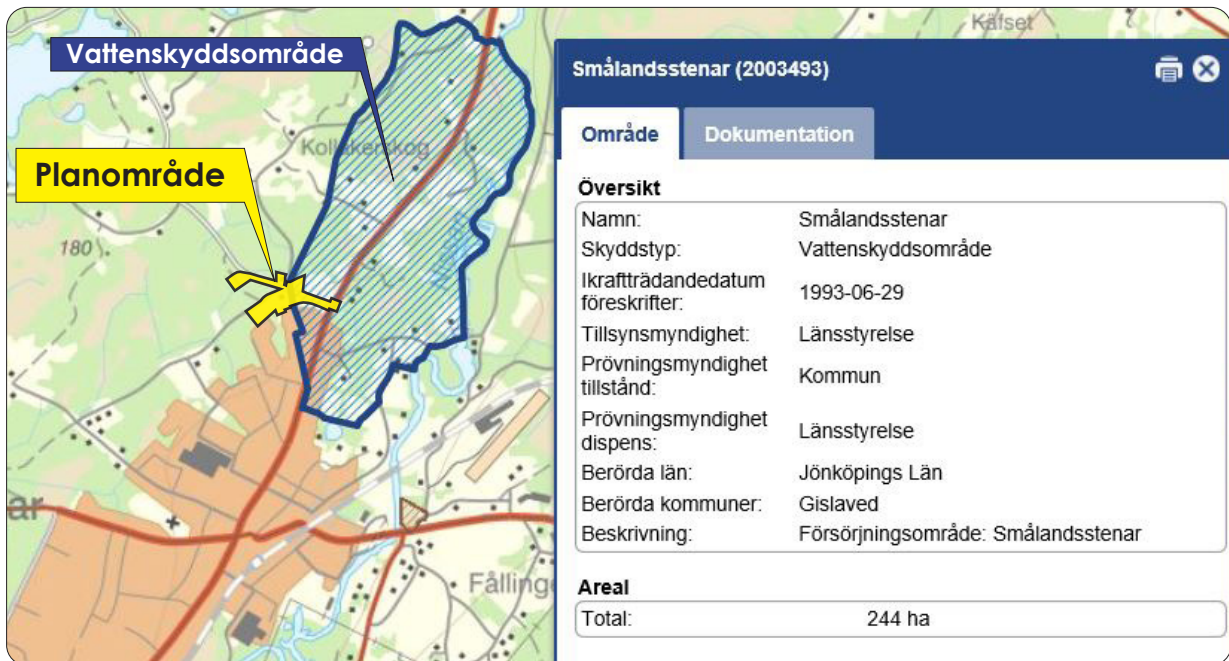 Käfset
Vattenskyddsområde
Planområde
180
ar
Smålandsstenar (2003493)
Område
Dokumentation
Översikt
Namn: Smålandsstenar
Skyddstyp: Vattenskyddsområde
Ikraftträdandedatum
föreskrifter: 1993-06-29
Tillsynsmyndighet: Länsstyrelse
Prövningsmyndighet
tillstånd: Kommun
Prövningsmyndighet
dispens: Länsstyrelse
Berörda län: Jönköpings Län
Berörda kommuner: Gislaved
Beskrivning: Försörjningsområde: Smålandsstenar
Areal
Total: 244 ha